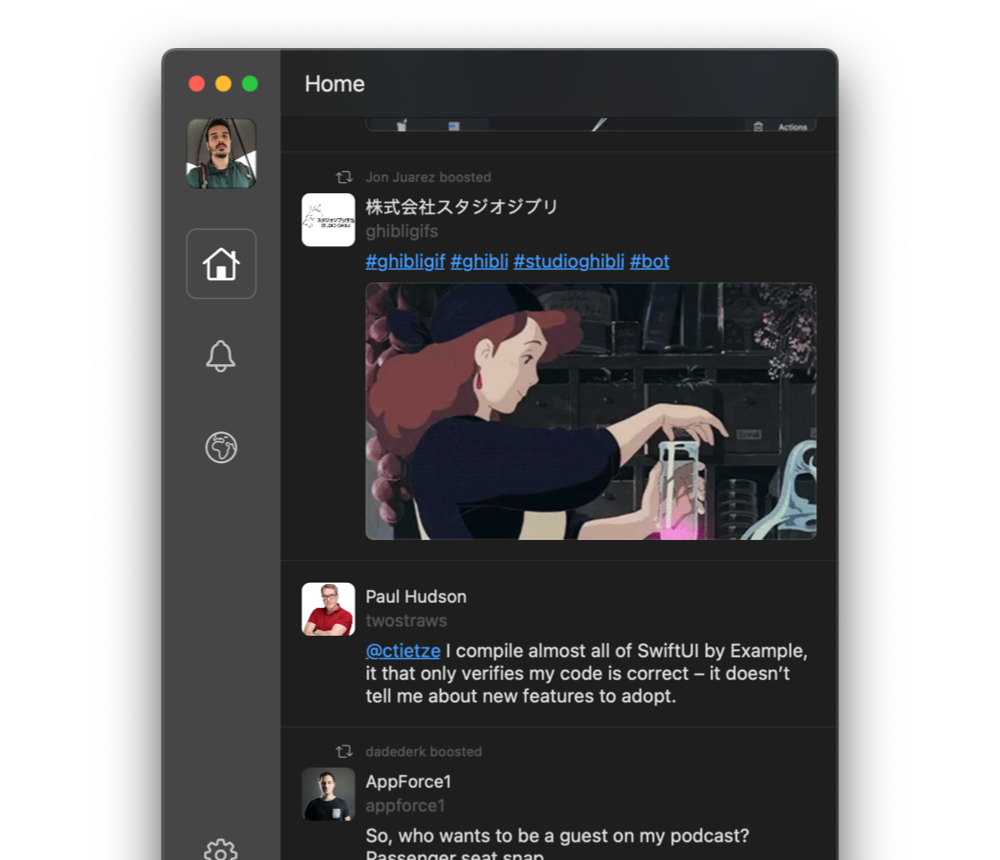 Home
Actions
Jon Juarez boosted
株式会社スタジオジブリ
ghibligifs
#ghibligif #ghibli #studioghibli #bot
Paul Hudson
twostraws
@ctietze I compile almost all of SwiftUI by Example,
it that only verifies my code is correct – it doesn’t
tell me about new features to adopt.
dadederk boosted
AppForce1
appforce1
So, who wants to be a guest on my podcast?
Passenger seat snap